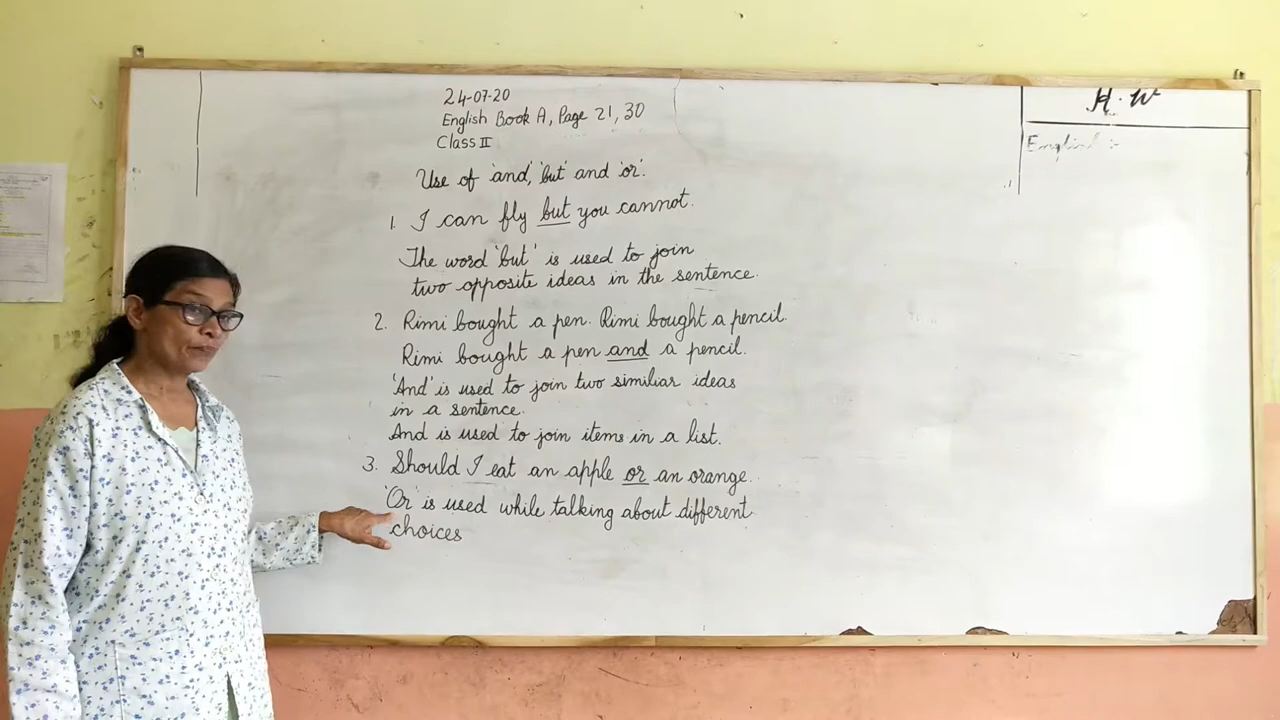 24-07-20
English Book A, Page 21, 30
Class II
Use of 'and', 'but' and 'or'.
1. I can fly but you cannot.
The word 'but' is used to join
two opposite ideas in the sentence.
2. Rimi bought a pen. Rimi bought a pencil.
Rimi bought a pen and a pencil.
'And' is used to join two similiar ideas
in a sentence.
And is used to join items in a list.
3. Should I eat an apple or an orange.
'Or' is used while talking about different
choices
H.W
English :-